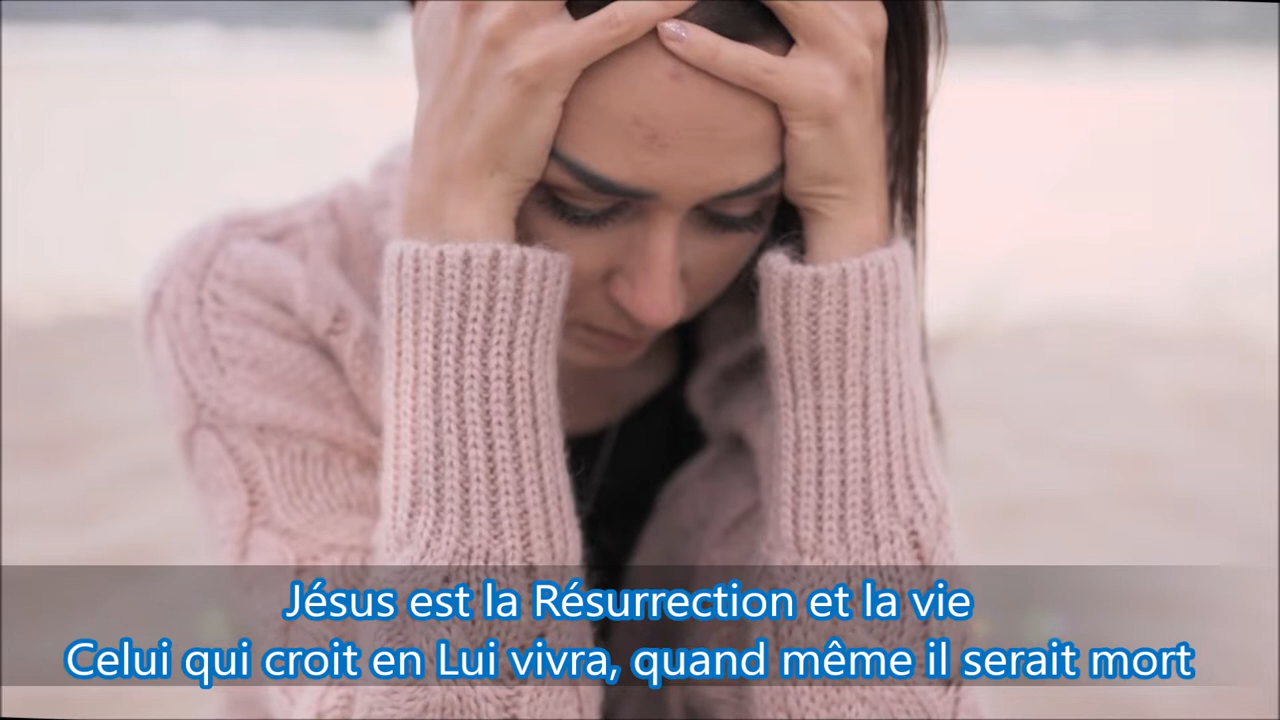 Jésus est la Résurrection et la vie
Celui qui croit en Lui vivra, quand même il serait mort